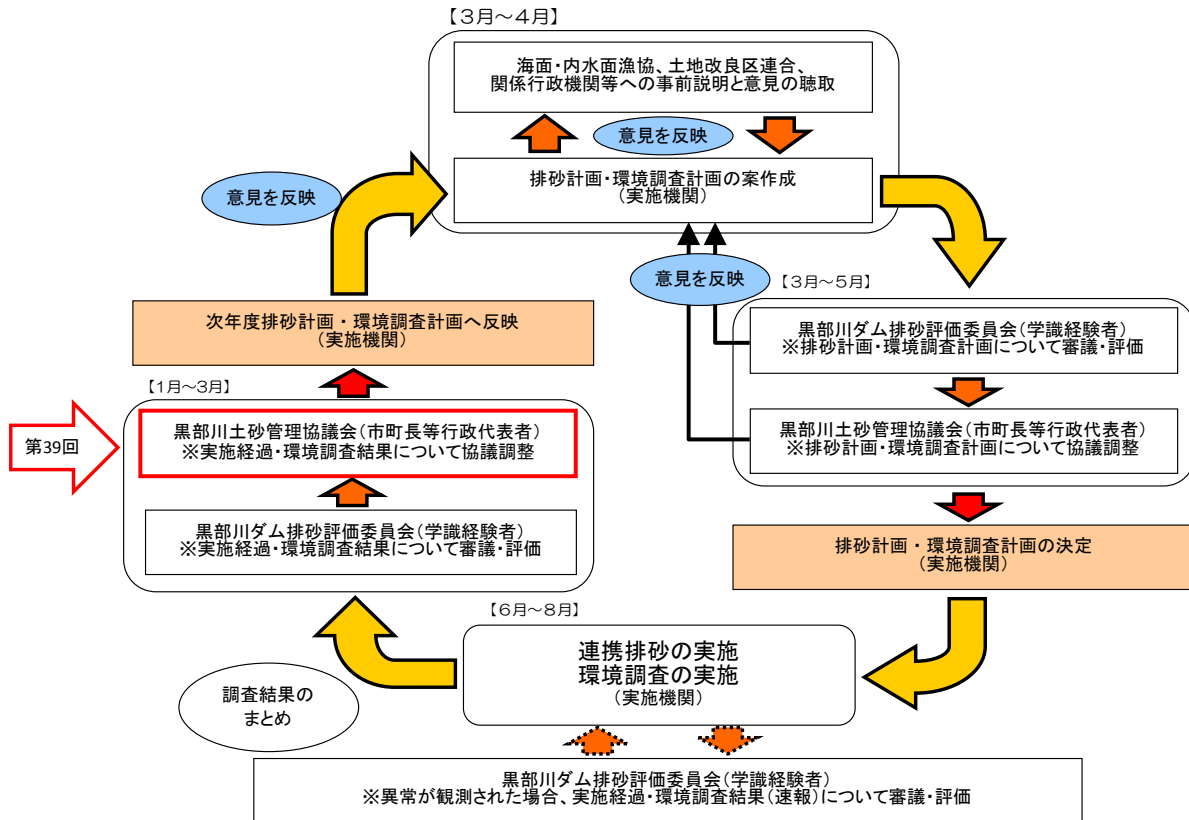 【３月～４月】
海面・内水面漁協、土地改良区連合、
関係行政機関等への事前説明と意見の聴取
意見を反映
排砂計画・環境調査計画の案作成
(実施機関)
意見を反映
意見を反映
【３月～５月】
黒部川ダム排砂評価委員会(学識経験者)
※排砂計画・環境調査計画について審議・評価
黒部川土砂管理協議会(市町長等行政代表者)
※排砂計画・環境調査計画について協議調整
排砂計画・環境調査計画の決定
(実施機関)
次年度排砂計画・環境調査計画へ反映
(実施機関)
【１月～３月】
第39回
黒部川土砂管理協議会(市町長等行政代表者)
※実施経過・環境調査結果について協議調整
黒部川ダム排砂評価委員会(学識経験者)
※実施経過・環境調査結果について審議・評価
【６月～８月】
連携排砂の実施
環境調査の実施
(実施機関)
調査結果の
まとめ
黒部川ダム排砂評価委員会(学識経験者)
※異常が観測された場合、実施経過・環境調査結果(速報)について審議・評価